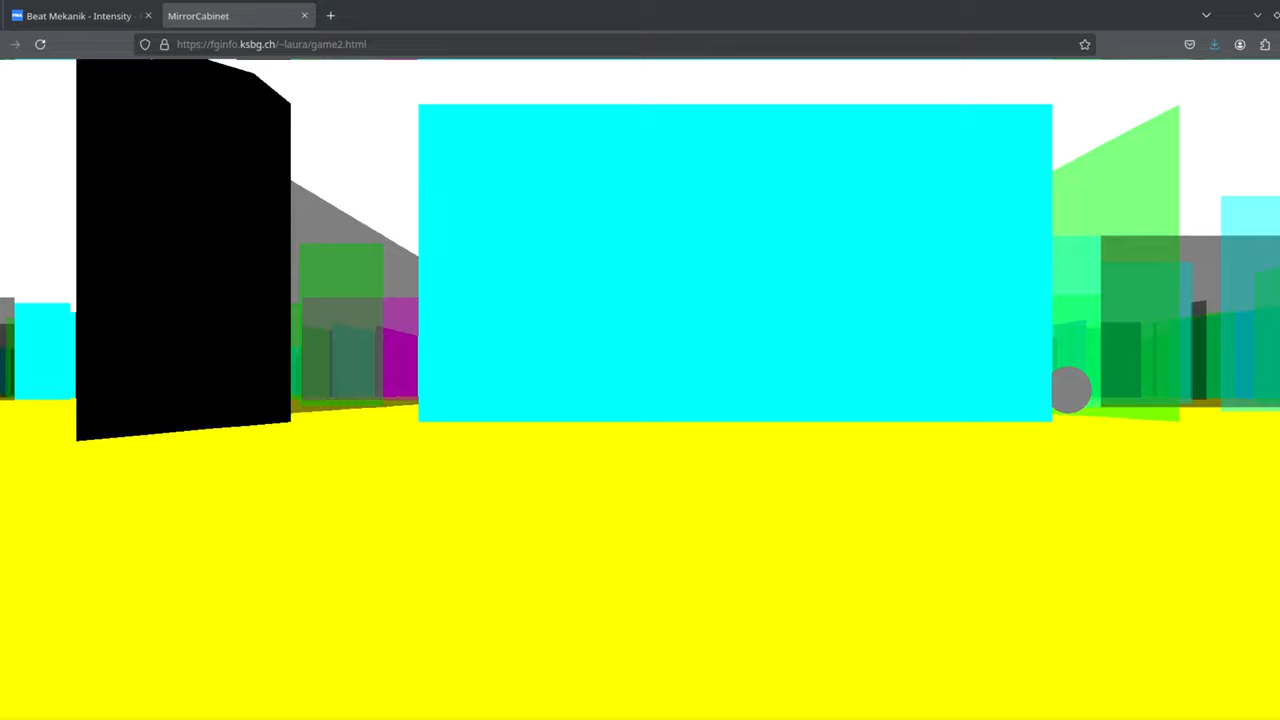 Beat Mekanik - Intensity
MirrorCabinet
https://fginfo.ksbg.ch/~laura/game2.html